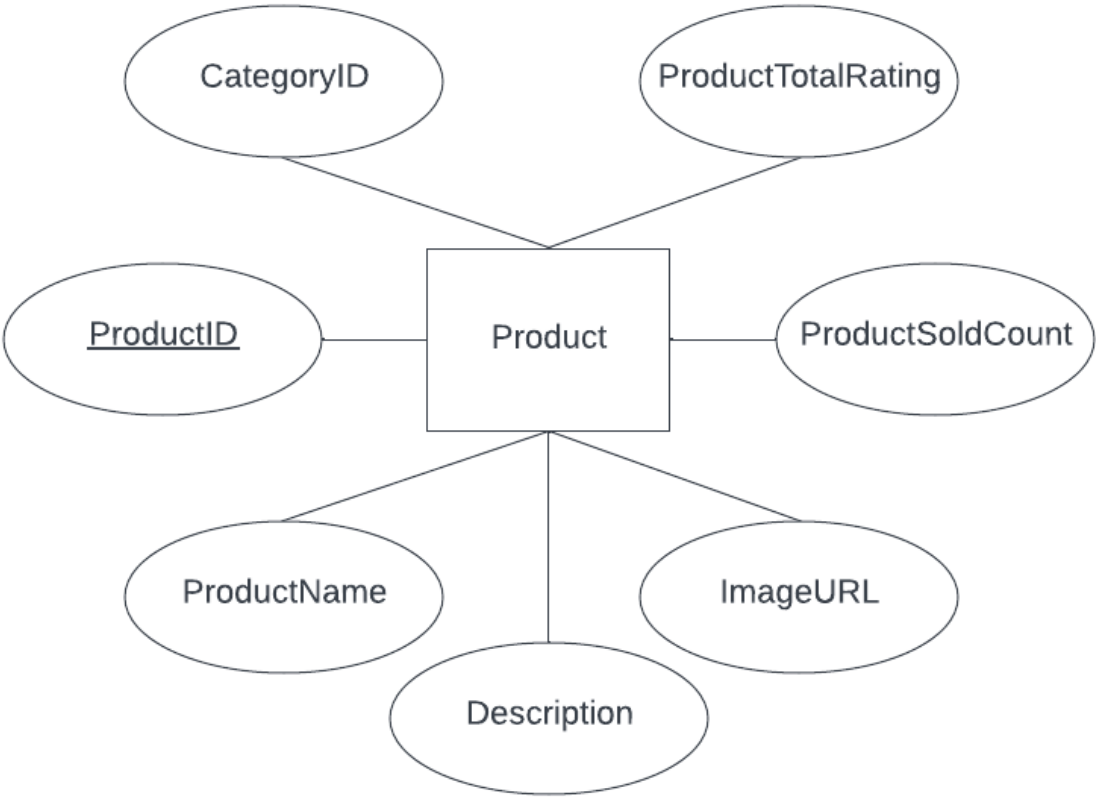 CategoryID
ProductTotalRating
ProductID
Product
ProductSoldCount
ProductName
ImageURL
Description